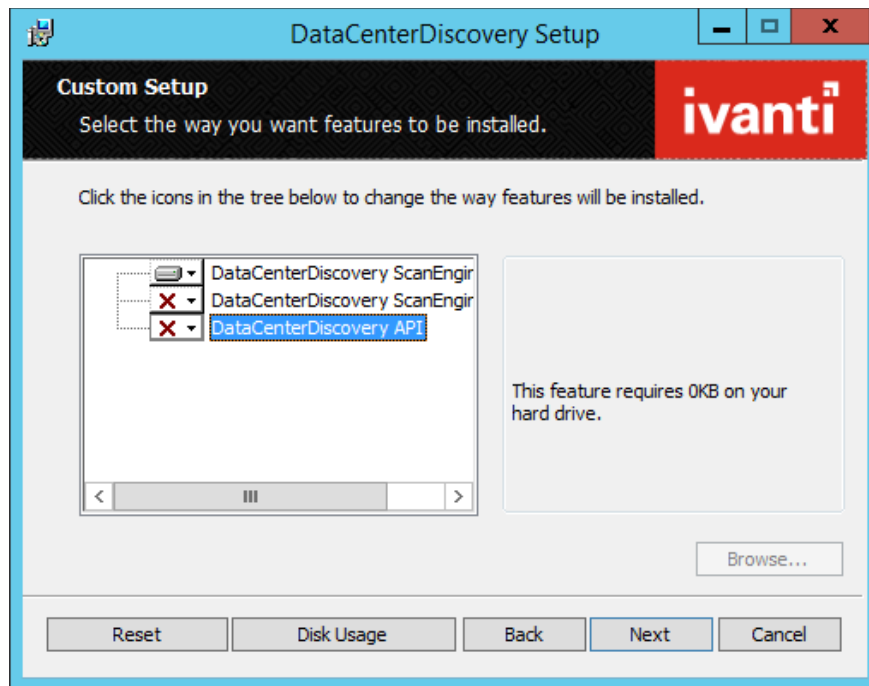 DataCenterDiscovery Setup
Custom Setup
ivanti
Select the way you want features to be installed.
Click the icons in the tree below to change the way features will be installed.
DataCenterDiscovery ScanEngir
DataCenterDiscovery ScanEngir
DataCenterDiscovery API
This feature requires 0KB on your
hard drive.
Browse...
Reset Disk Usage Back Next Cancel